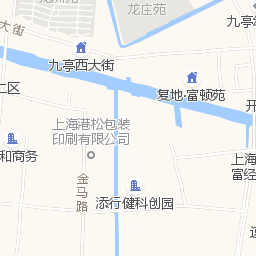 龙庄苑
九亭
大街
九亭西大街
二区
复地·富顿苑
开
上海港松包装
印刷有限公司
和商务
上海
富经
金马路
添行健科创园